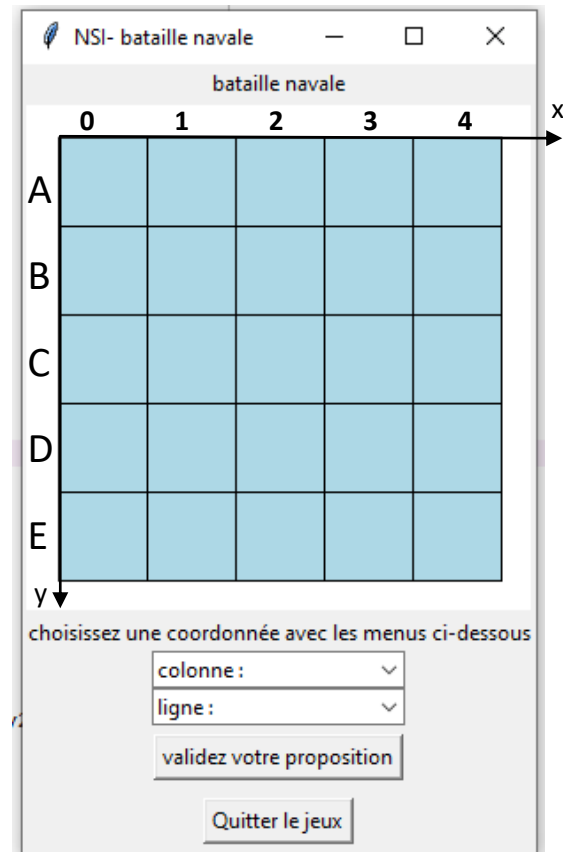 NSI- bataille navale
bataille navale
0 1 2 3 4 x
A
B
C
D
E
y
choisissez une coordonnée avec les menus ci-dessous
colonne :
ligne :
validez votre proposition
Quitter le jeux